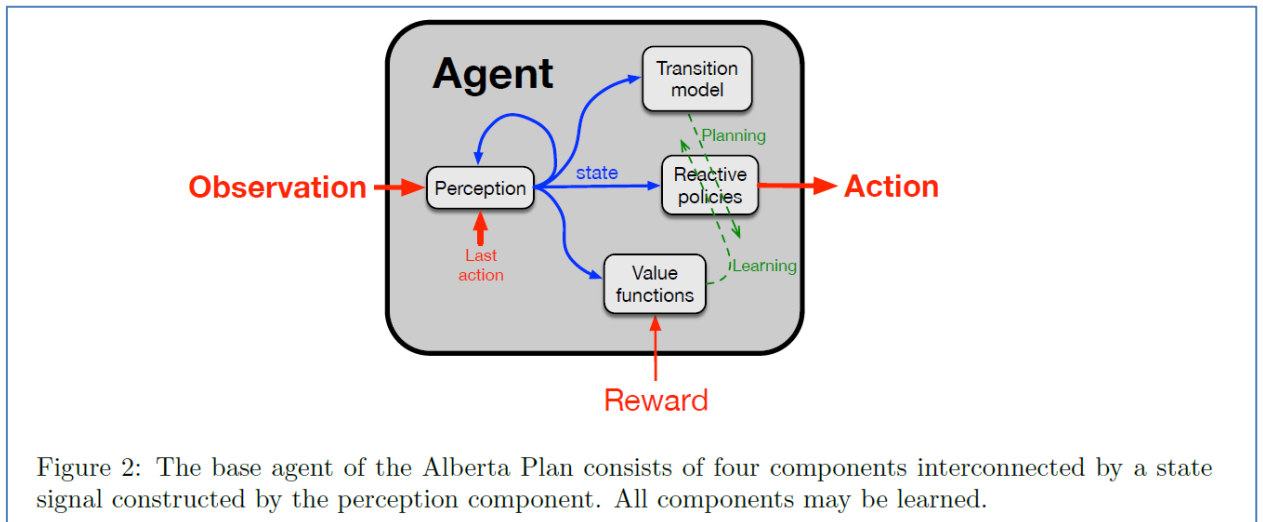 Agent
Transition
model
Planning
Observation
Perception
state
Reactive
policies
Action
Last
action
Learning
Value
functions
Reward
Figure 2: The base agent of the Alberta Plan consists of four components interconnected by a state
signal constructed by the perception component. All components may be learned.